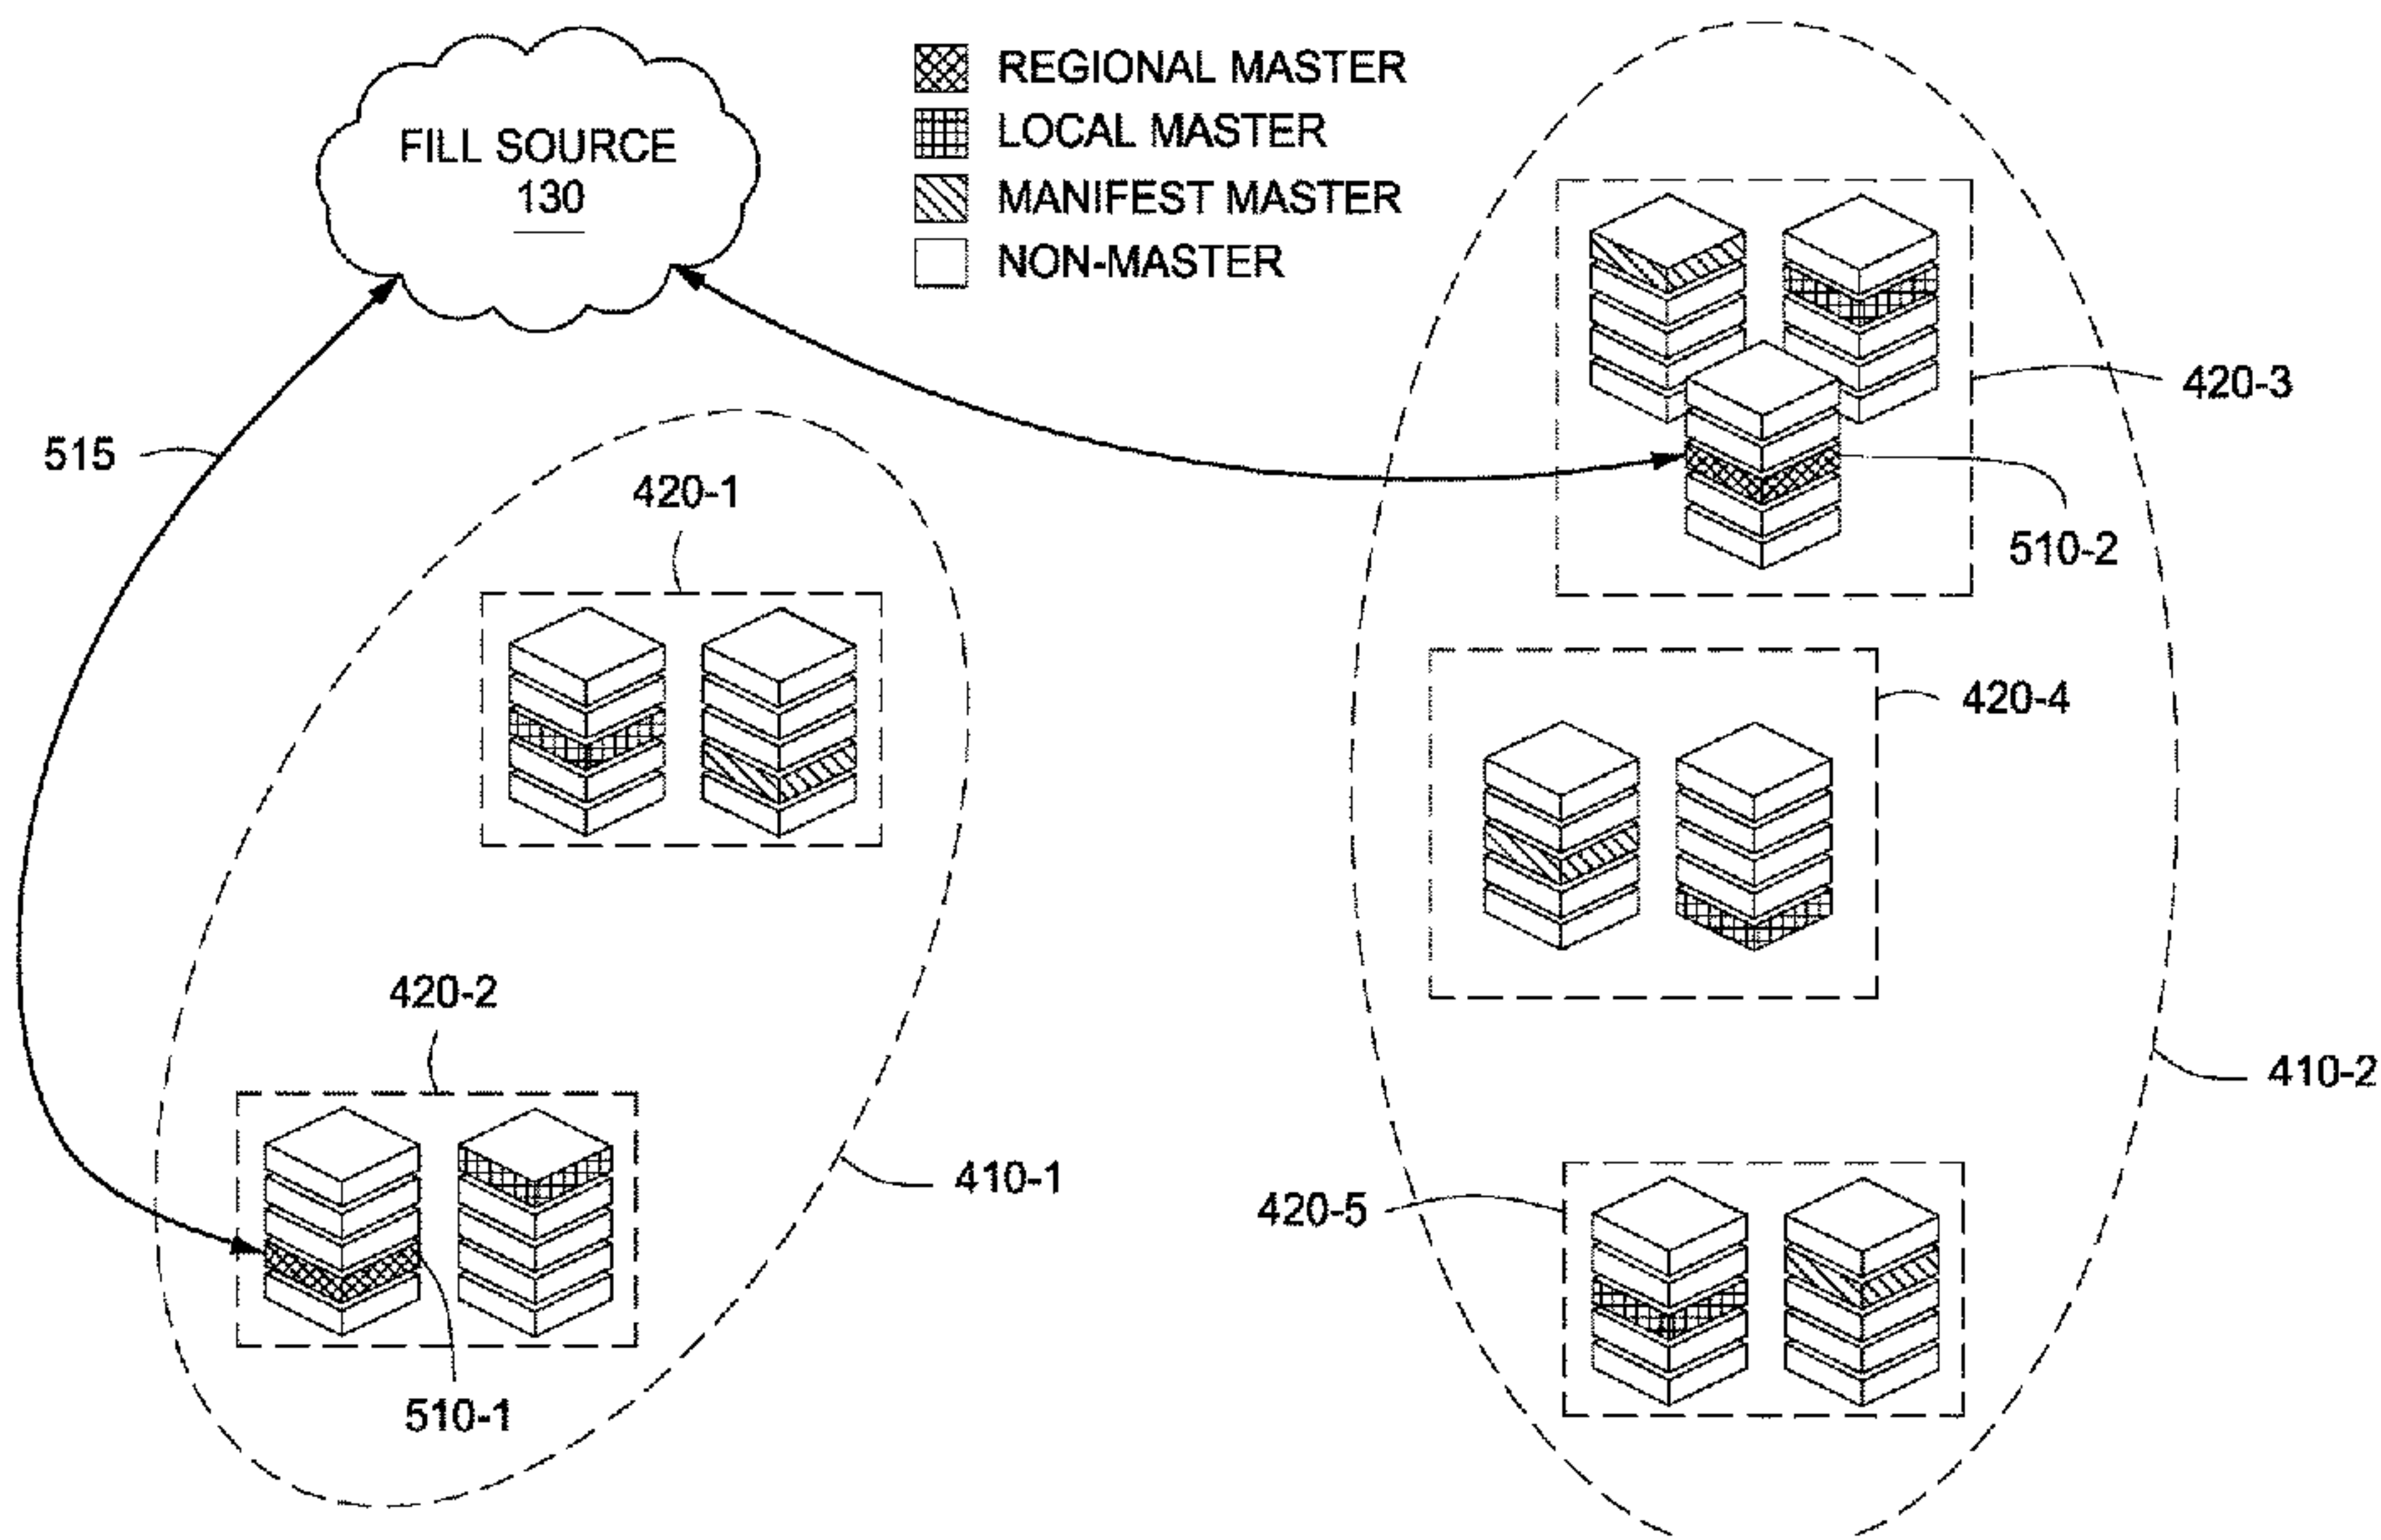 FILL SOURCE
130
REGIONAL MASTER
LOCAL MASTER
MANIFEST MASTER
NON-MASTER
420-3
515
420-1
510-2
420-4
420-2
410-2
410-1
420-5
510-1